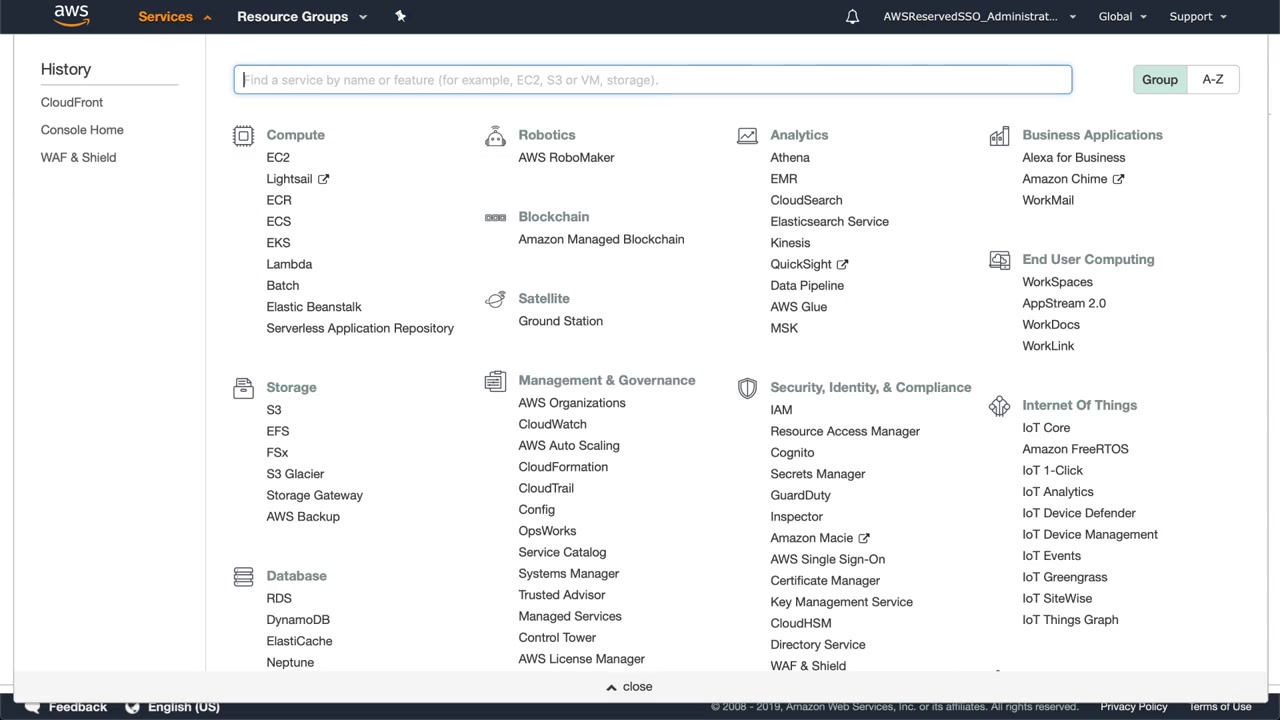 aws Services Resource Groups AWSReservedSSO_Administrat... Global Support
History
CloudFront
Console Home
WAF & Shield
Find a service by name or feature (for example, EC2, S3 or VM, storage).
Group A-Z
Compute
EC2
Lightsail
ECR
ECS
EKS
Lambda
Batch
Elastic Beanstalk
Serverless Application Repository
Storage
S3
EFS
FSx
S3 Glacier
Storage Gateway
AWS Backup
Database
RDS
DynamoDB
ElastiCache
Neptune
Robotics
AWS RoboMaker
Blockchain
Amazon Managed Blockchain
Satellite
Ground Station
Management & Governance
AWS Organizations
CloudWatch
AWS Auto Scaling
CloudFormation
CloudTrail
Config
OpsWorks
Service Catalog
Systems Manager
Trusted Advisor
Managed Services
Control Tower
AWS License Manager
Analytics
Athena
EMR
CloudSearch
Elasticsearch Service
Kinesis
QuickSight
Data Pipeline
AWS Glue
MSK
Security, Identity, & Compliance
IAM
Resource Access Manager
Cognito
Secrets Manager
GuardDuty
Inspector
Amazon Macie
AWS Single Sign-On
Certificate Manager
Key Management Service
CloudHSM
Directory Service
WAF & Shield
Business Applications
Alexa for Business
Amazon Chime
WorkMail
End User Computing
WorkSpaces
AppStream 2.0
WorkDocs
WorkLink
Internet Of Things
IoT Core
Amazon FreeRTOS
IoT 1-Click
IoT Analytics
IoT Device Defender
IoT Device Management
IoT Events
IoT Greengrass
IoT SiteWise
IoT Things Graph
close
Feedback English (US) © 2008 - 2019, Amazon Web Services, Inc. or its affiliates. All rights reserved. Privacy Policy Terms of Use